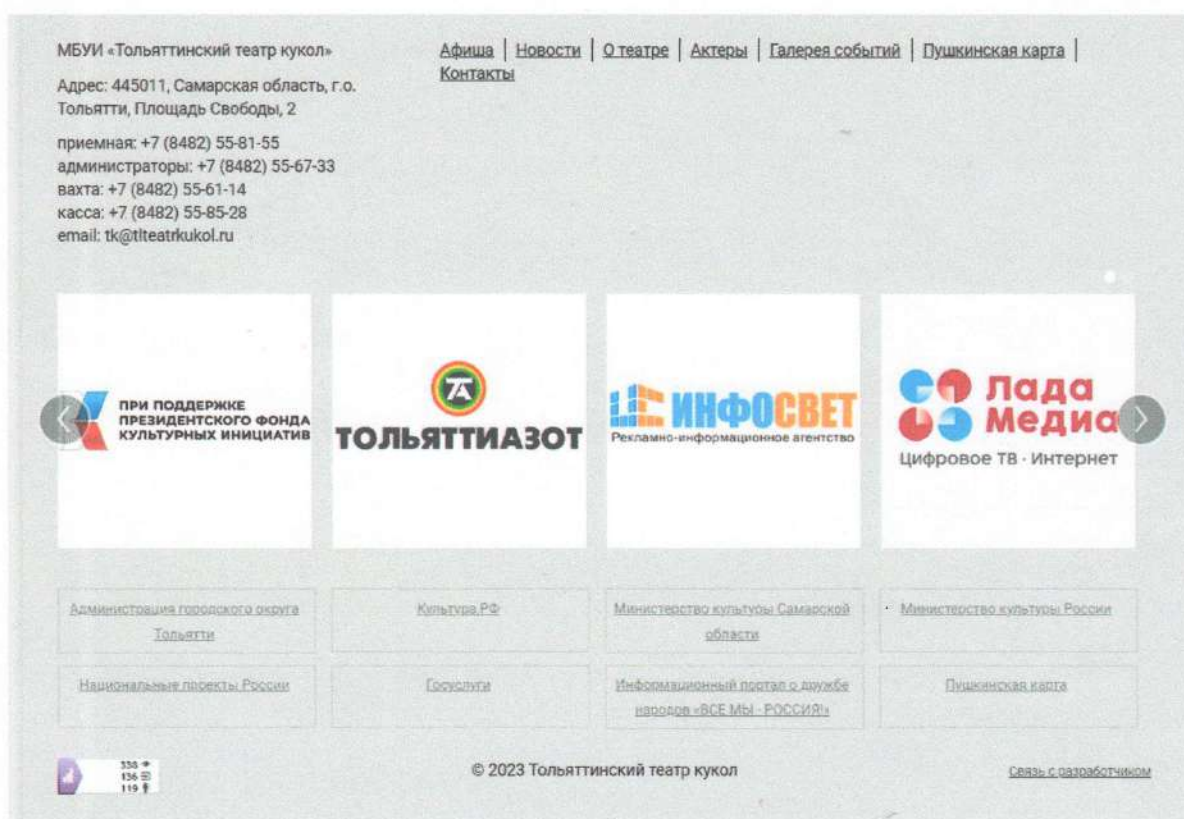 МБУИ «Тольяттинский театр кукол»
Адрес: 445011, Самарская область, г.о.
Тольятти, Площадь Свободы, 2
приемная: +7 (8482) 55-81-55
администраторы: +7 (8482) 55-67-33
вахта: +7 (8482) 55-61-14
касса: +7 (8482) 55-85-28
email: tk@tlteatrkukol.ru
Афиша | Новости | О театре | Актеры | Галерея событий | Пушкинская карта |
Контакты
ПРИ ПОДДЕРЖКЕ
ПРЕЗИДЕНТСКОГО ФОНДА
КУЛЬТУРНЫХ ИНИЦИАТИВ
ТА
ТОЛЬЯТТИАЗОТ
ИНФОСВЕТ
Рекламно-информационное агентство
Лада
Медиа
Цифровое ТВ · Интернет
Администрация городского округа
Тольятти
Культура.РФ
Министерство культуры Самарской
области
Министерство культуры России
Национальные проекты России
Госуслуги
Информационный портал о дружбе
народов «ВСЕ МЫ - РОССИЯ!»
Пушкинская карта
338
136
119
© 2023 Тольяттинский театр кукол
Связь с разработчиком